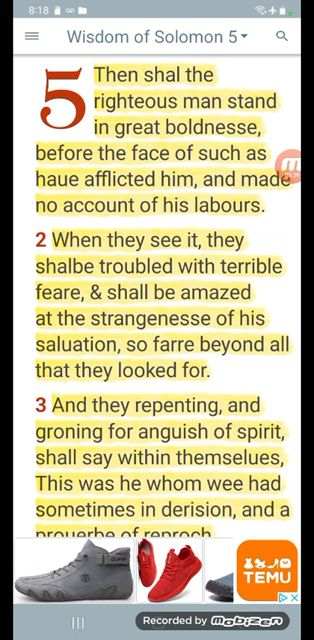 8:18
Wisdom of Solomon 5
5 Then shal the
righteous man stand
in great boldnesse,
before the face of such as
haue afflicted him, and made
no account of his labours.
2 When they see it, they
shalbe troubled with terrible
feare, & shall be amazed
at the strangenesse of his
saluation, so farre beyond all
that they looked for.
3 And they repenting, and
groning for anguish of spirit,
shall say within themselues,
This was he whom wee had
sometimes in derision, and a
prouerbe of reproch
TEMU
Recorded by mobizen